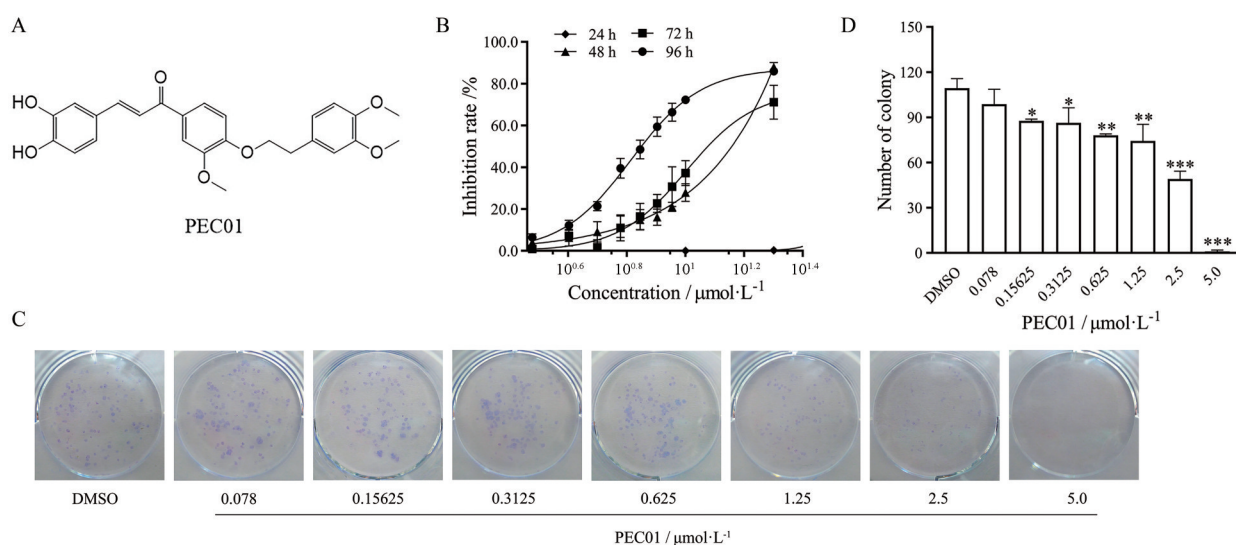 A
O
HO
HO
O
O
O
O
PEC01
B
24 h
72 h
48 h
96 h
Inhibition rate /%
100.0
80.0
60.0
40.0
20.0
0.0
10^0.6
10^0.8
10^1
10^1.2
10^1.4
Concentration / μmol·L⁻¹
D
Number of colony
150
120
90
60
30
0
*
*
**
**
***
***
DMSO
0.078
0.15625
0.3125
0.625
1.25
2.5
5.0
PEC01 / μmol·L⁻¹
C
DMSO 0.078 0.15625 0.3125 0.625 1.25 2.5 5.0
PEC01 / μmol·L⁻¹